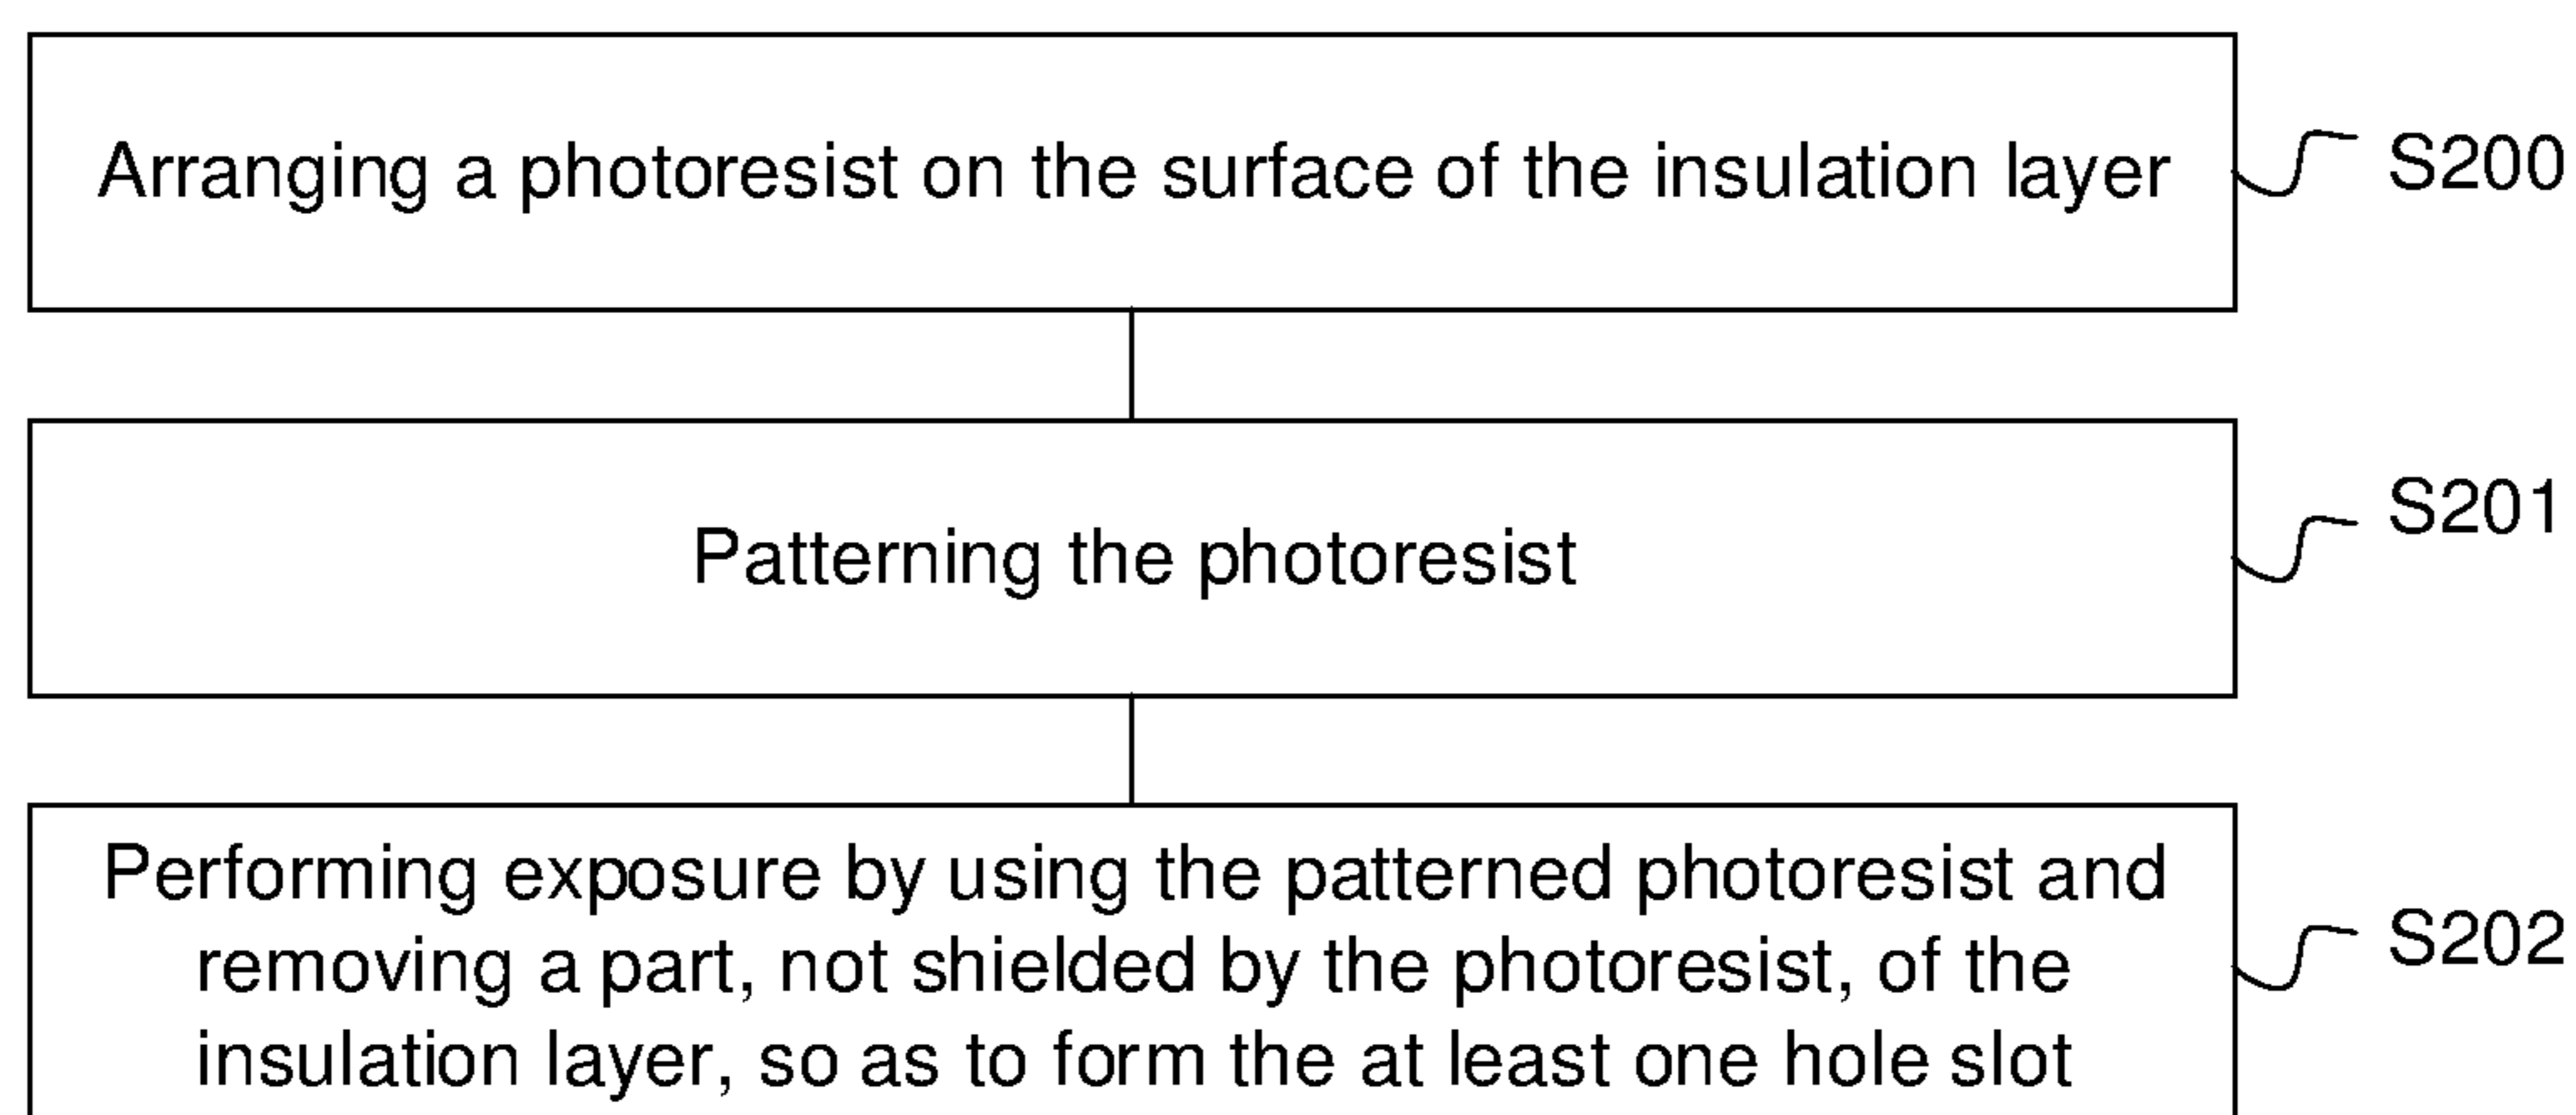 Arranging a photoresist on the surface of the insulation layer
S200
Patterning the photoresist
S201
Performing exposure by using the patterned photoresist and
removing a part, not shielded by the photoresist, of the
insulation layer, so as to form the at least one hole slot
S202